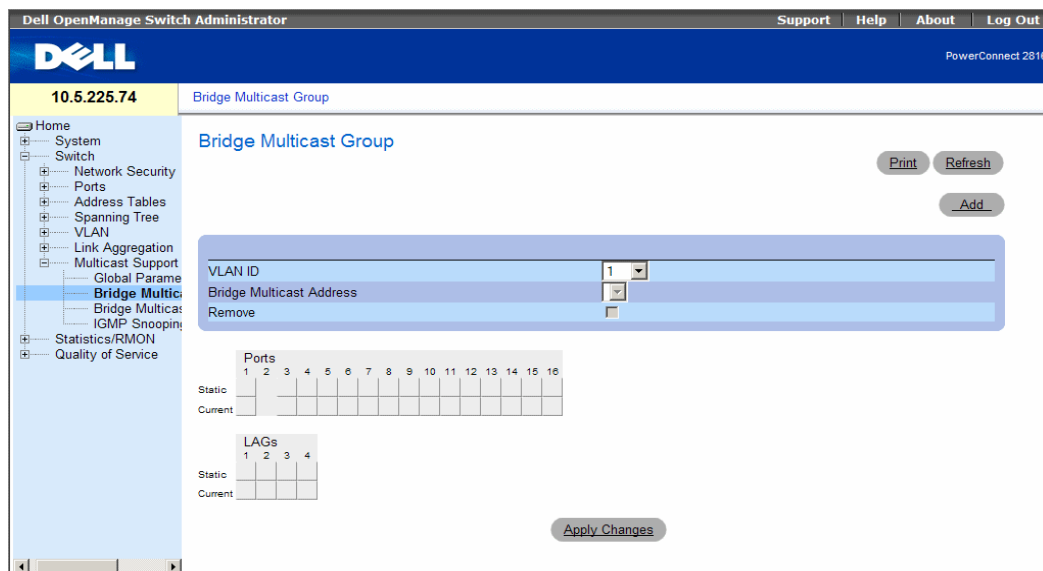 Dell OpenManage Switch Administrator
Support Help About Log Out
DELL
PowerConnect 2816
10.5.225.74
Bridge Multicast Group
Home
System
Switch
Network Security
Ports
Address Tables
Spanning Tree
VLAN
Link Aggregation
Multicast Support
Global Parame
Bridge Multica
Bridge Multicas
IGMP Snooping
Statistics/RMON
Quality of Service
Bridge Multicast Group
Print Refresh
Add
VLAN ID 1
Bridge Multicast Address
Remove
Ports
1 2 3 4 5 6 7 8 9 10 11 12 13 14 15 16
Static
Current
LAGs
1 2 3 4
Static
Current
Apply Changes